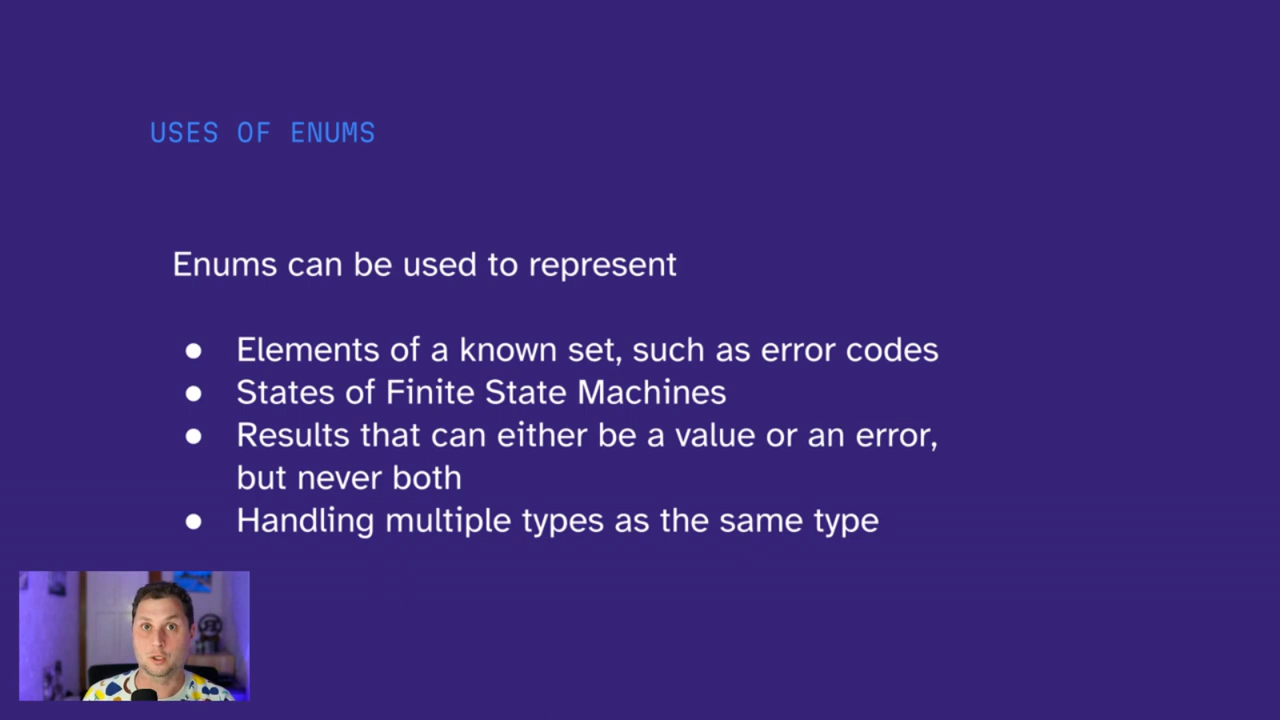 USES OF ENUMS
Enums can be used to represent
● Elements of a known set, such as error codes
● States of Finite State Machines
● Results that can either be a value or an error,
but never both
● Handling multiple types as the same type